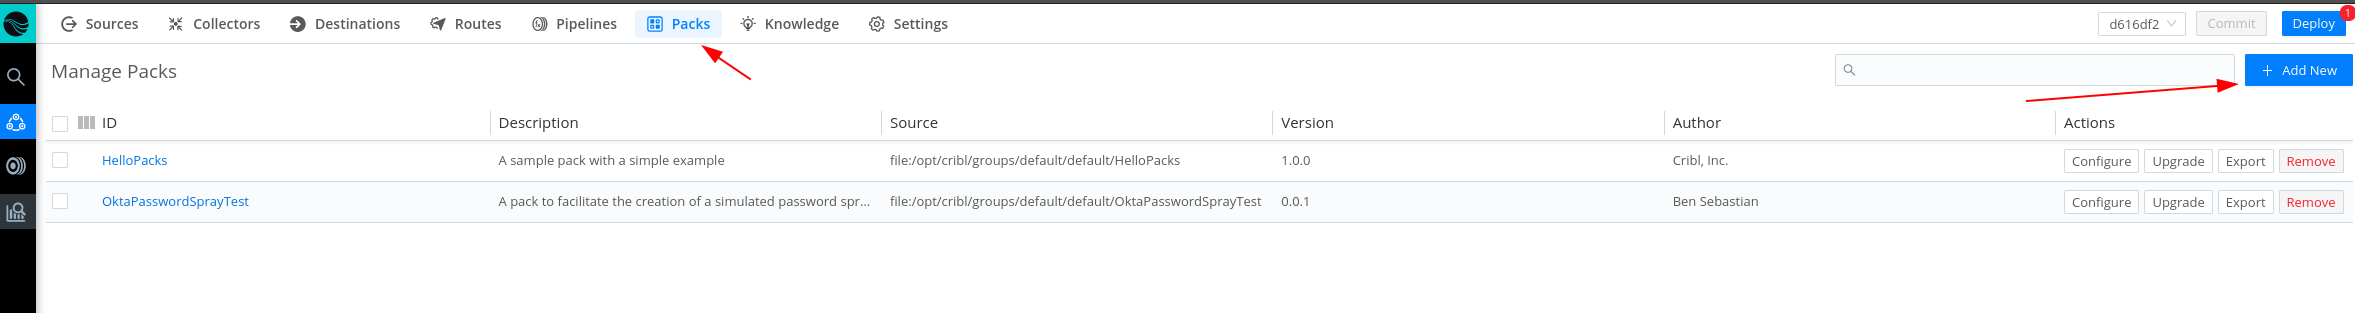 Sources Collectors Destinations Routes Pipelines Packs Knowledge Settings d616df2 Commit Deploy 1
Manage Packs + Add New
ID Description Source Version Author Actions
HelloPacks A sample pack with a simple example file:/opt/cribl/groups/default/default/HelloPacks 1.0.0 Cribl, Inc. Configure Upgrade Export Remove
OktaPasswordSprayTest A pack to facilitate the creation of a simulated password spr... file:/opt/cribl/groups/default/default/OktaPasswordSprayTest 0.0.1 Ben Sebastian Configure Upgrade Export Remove